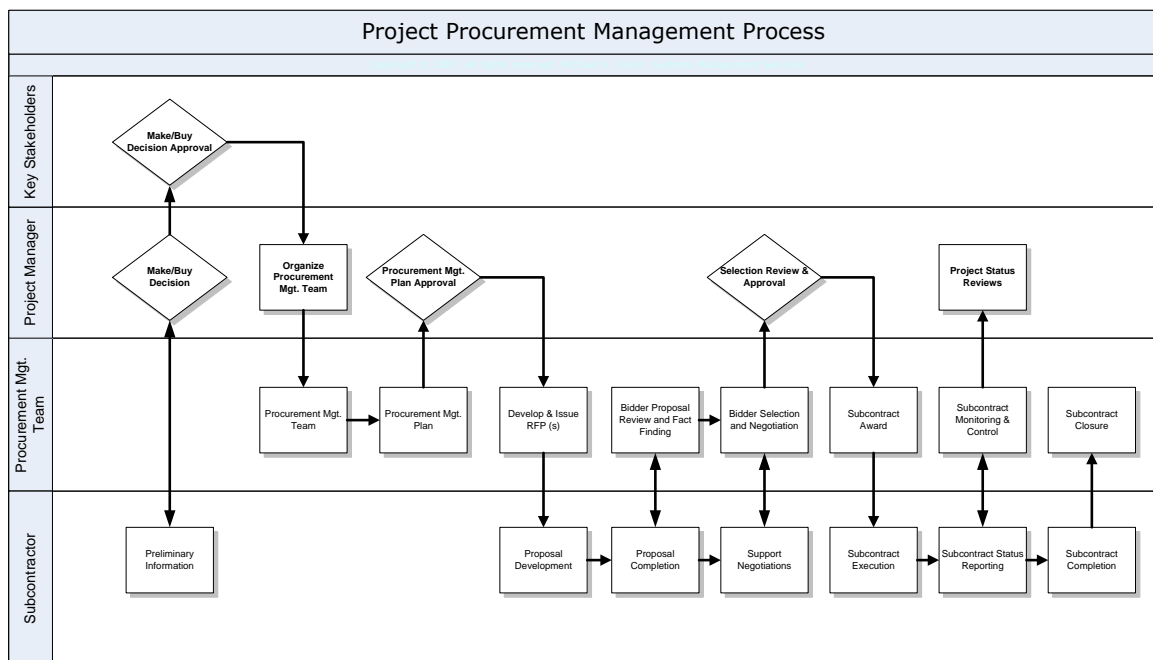 Project Procurement Management Process
Key Stakeholders
Make/Buy
Decision Approval
Project Manager
Make/Buy
Decision
Organize
Procurement
Mgt. Team
Procurement Mgt.
Plan Approval
Selection Review &
Approval
Project Status
Reviews
Procurement Mgt.
Team
Procurement Mgt.
Team
Procurement Mgt.
Plan
Develop & Issue
RFP (s)
Bidder Proposal
Review and Fact
Finding
Bidder Selection
and Negotiation
Subcontract
Award
Subcontract
Monitoring &
Control
Subcontract
Closure
Subcontractor
Preliminary
Information
Proposal
Development
Proposal
Completion
Support
Negotiations
Subcontract
Execution
Subcontract Status
Reporting
Subcontract
Completion